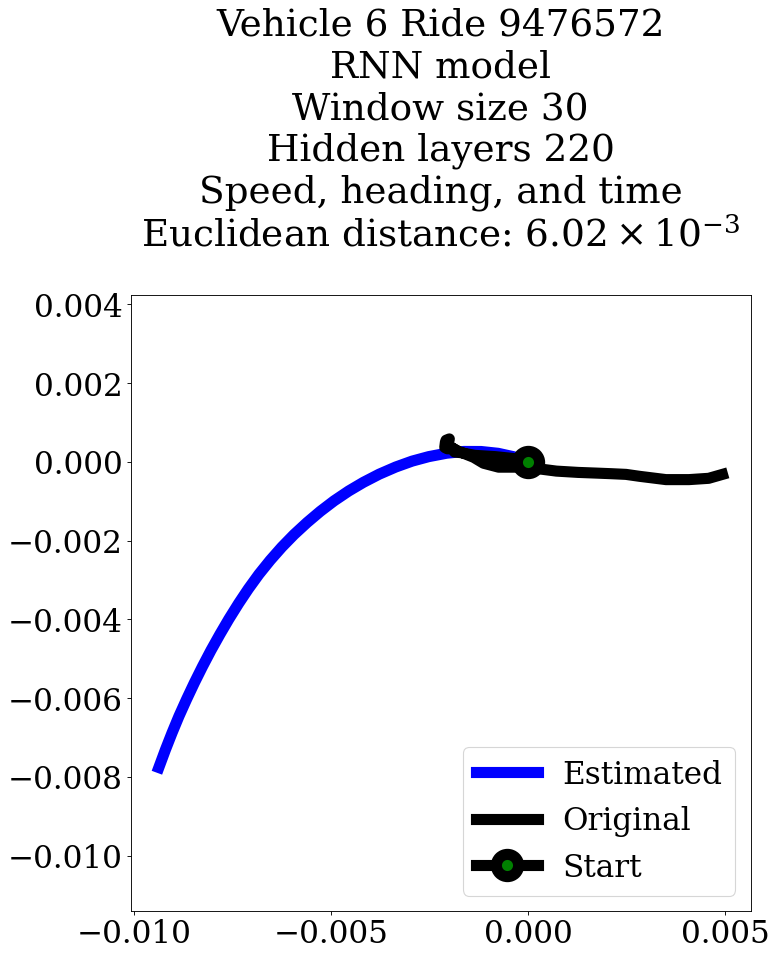 Vehicle 6 Ride 9476572
RNN model
Window size 30
Hidden layers 220
Speed, heading, and time
Euclidean distance: 6.02 × 10⁻³
0.004
0.002
0.000
−0.002
−0.004
−0.006
−0.008
−0.010
Estimated
Original
Start
−0.010 −0.005 0.000 0.005